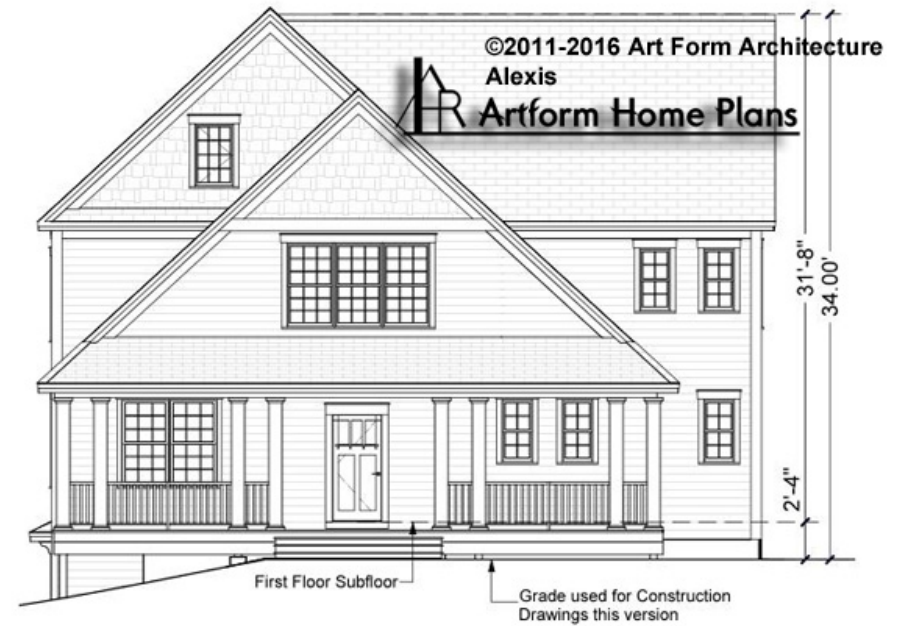 ©2011-2016 Art Form Architecture
Alexis
AR Artform Home Plans
31'-8"
34.00'
2'-4"
First Floor Subfloor
Grade used for Construction
Drawings this version